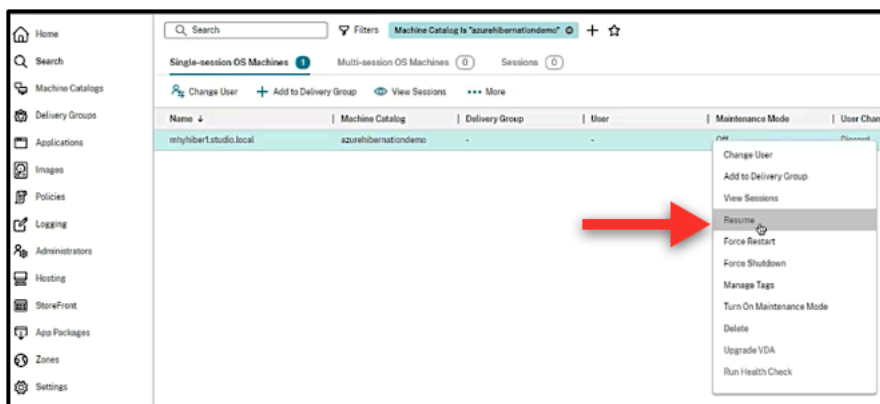 Home
Search
Machine Catalogs
Delivery Groups
Applications
Images
Policies
Logging
Administrators
Hosting
StoreFront
App Packages
Zones
Settings
Search Filters Machine Catalog Is "azurehibernationdemo"
Single-session OS Machines 1 Multi-session OS Machines 0 Sessions 0
Change User Add to Delivery Group View Sessions More
Name Machine Catalog Delivery Group User Maintenance Mode User Chan
mhyhiber1.studio.local azurehibernationdemo - - Off Discard
Change User
Add to Delivery Group
View Sessions
Resume
Force Restart
Force Shutdown
Manage Tags
Turn On Maintenance Mode
Delete
Upgrade VDA
Run Health Check